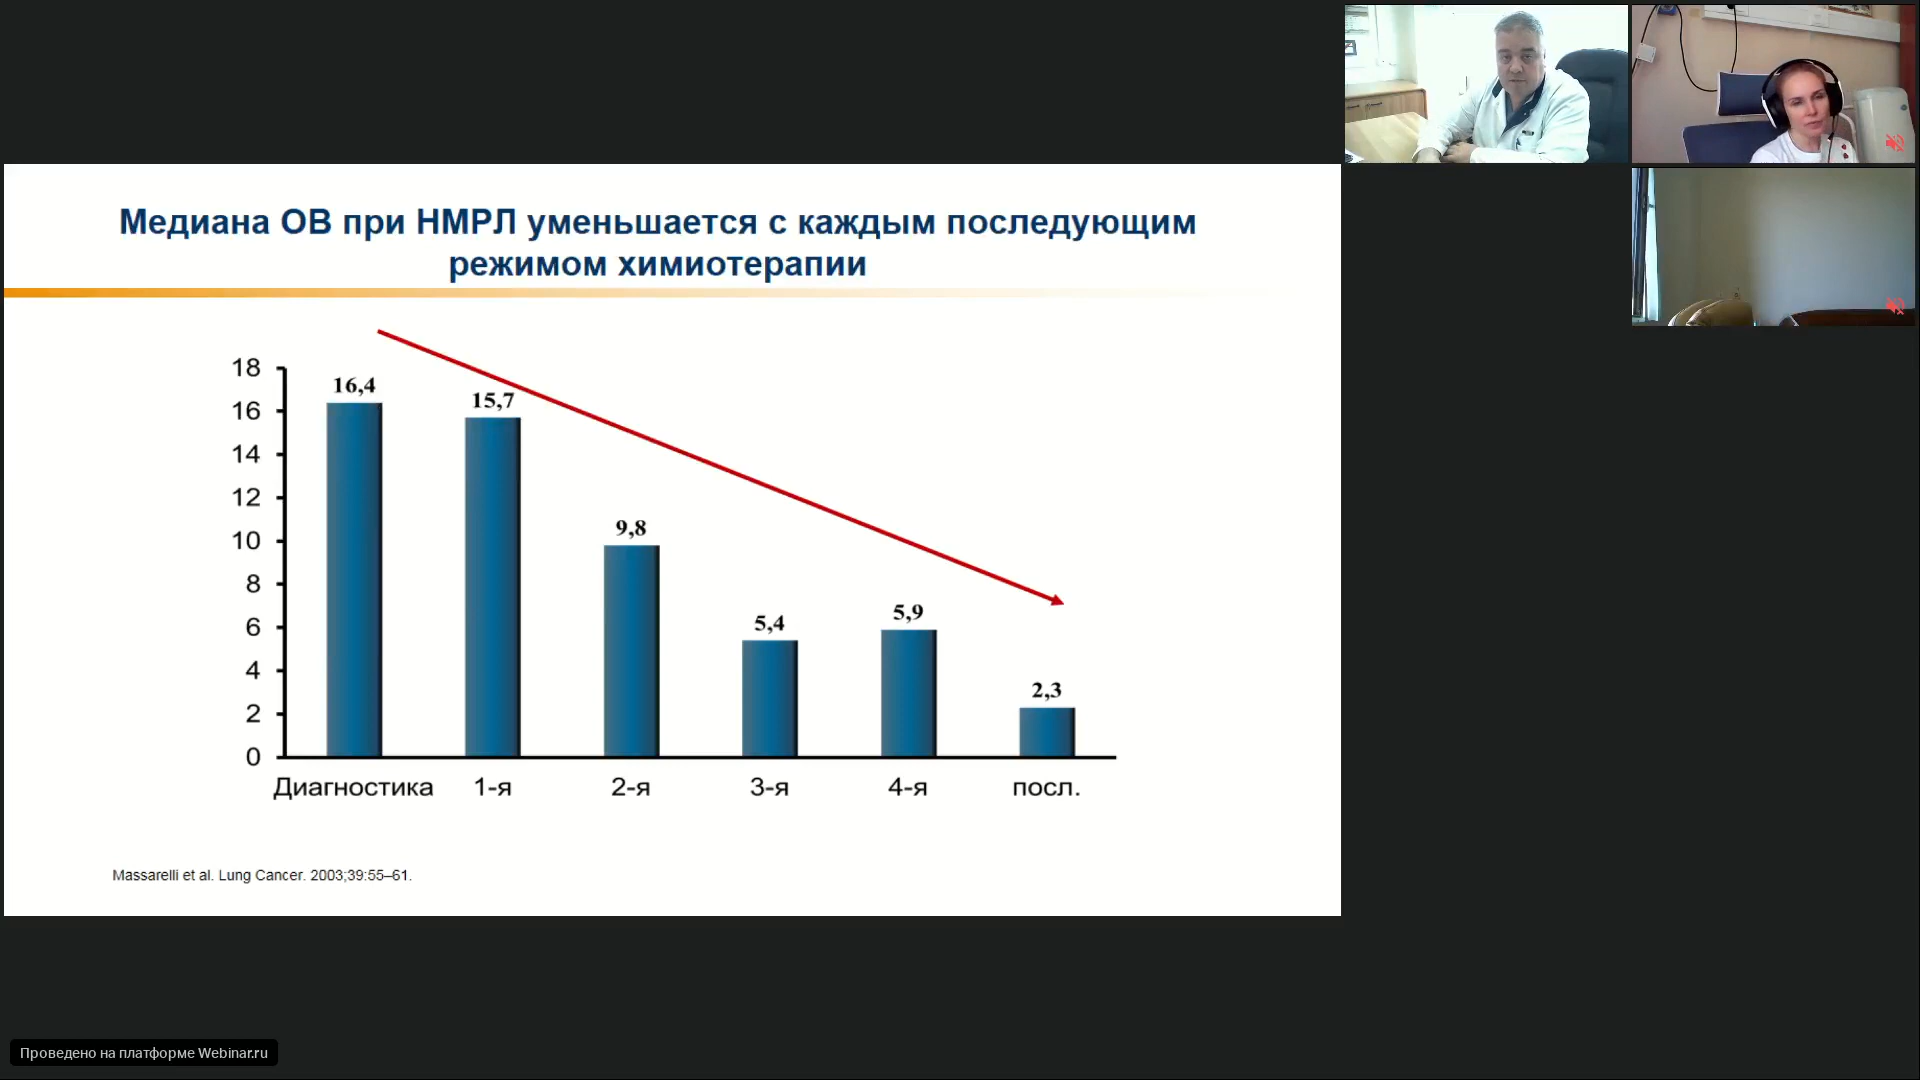 Медиана ОВ при НМРЛ уменьшается с каждым последующим
режимом химиотерапии
18
16
14
12
10
8
6
4
2
0
16,4
15,7
9,8
5,4
5,9
2,3
Диагностика
1-я
2-я
3-я
4-я
посл.
Massarelli et al. Lung Cancer. 2003;39:55–61.
Проведено на платформе Webinar.ru